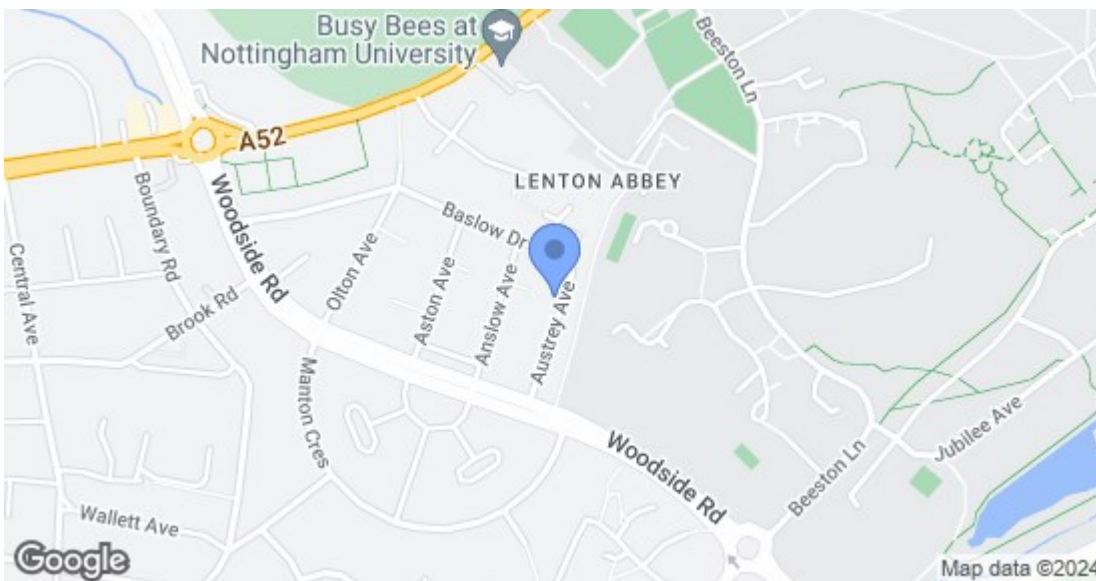 Busy Bees at
Nottingham University
Beeston Ln
A52
LENTON ABBEY
Boundary Rd
Woodside Rd
Baslow Dr
Olton Ave
Central Ave
Brook Rd
Aston Ave
Anslow Ave
Austrey Ave
Manton Cres
Woodside Rd
Jubilee Ave
Beeston Ln
Wallett Ave
Google
Map data ©2024